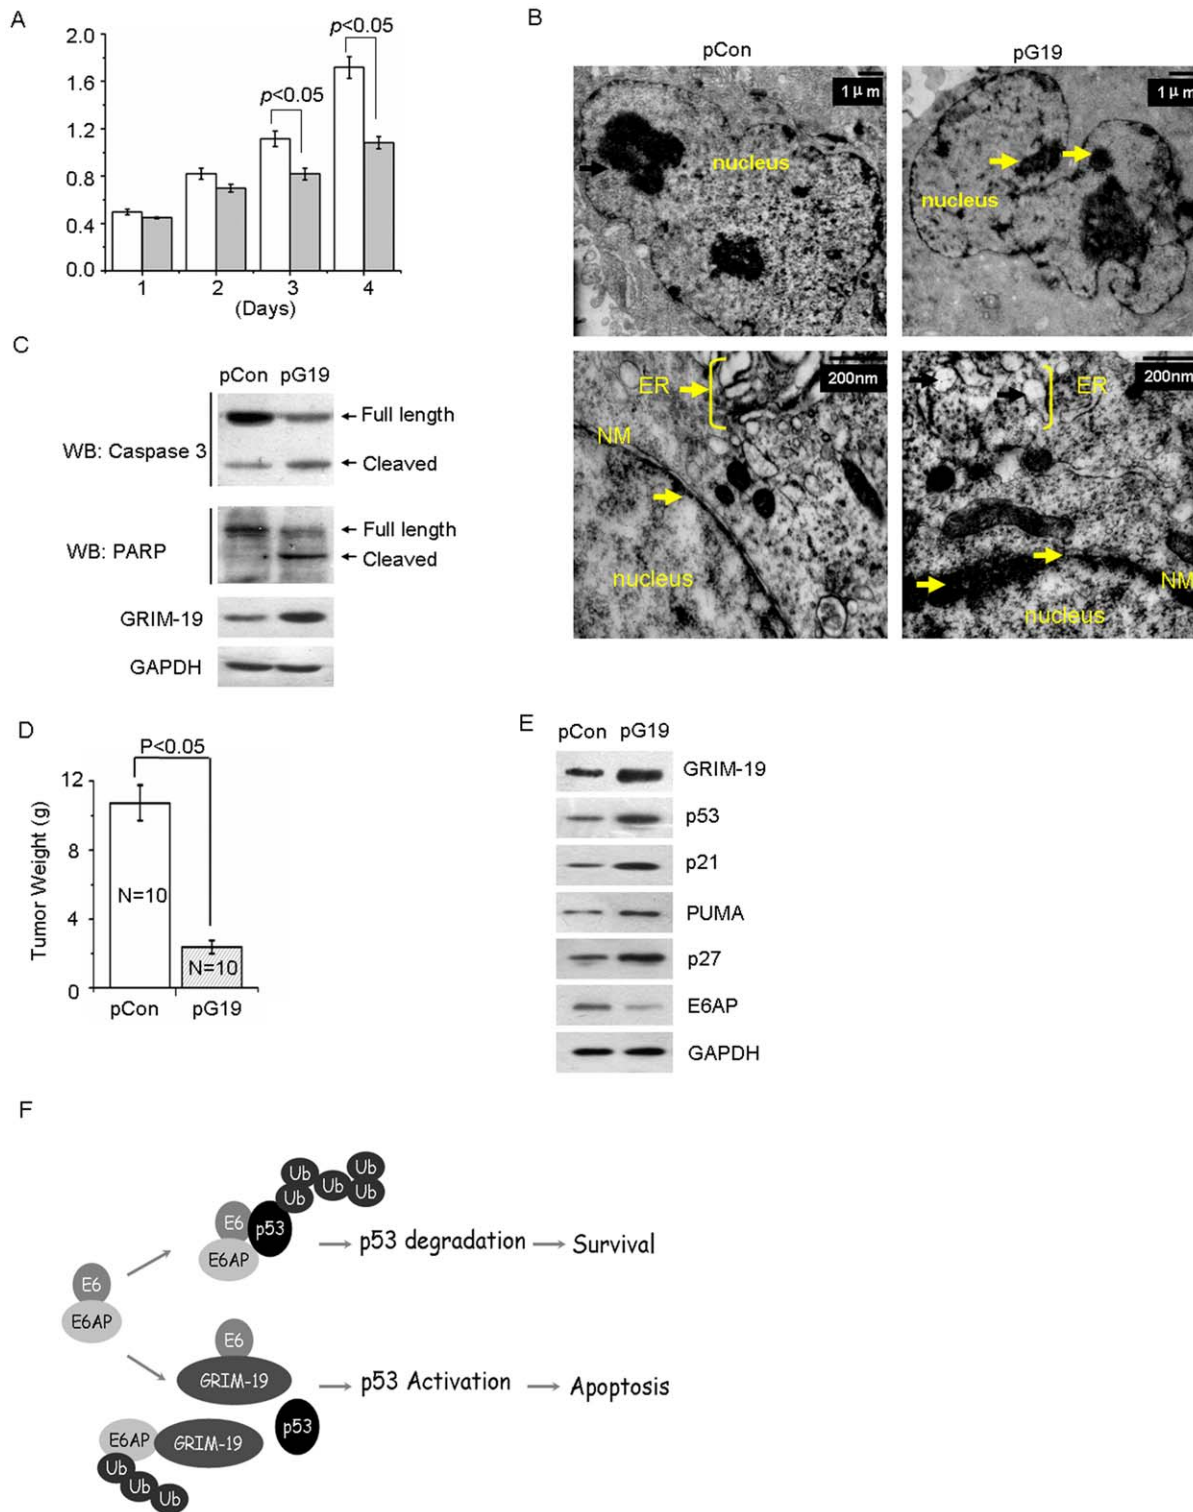 A
p<0.05
p<0.05
2.0
1.6
1.2
0.8
0.4
0.0
1 2 3 4
(Days)
B
pCon pG19
1μm
nucleus
1μm
nucleus
ER
200nm
NM
nucleus
ER
200nm
NM
nucleus
C
pCon pG19
WB: Caspase 3
Full length
Cleaved
WB: PARP
Full length
Cleaved
GRIM-19
GAPDH
D
P<0.05
Tumor Weight (g)
12
8
4
0
N=10
N=10
pCon pG19
E
pCon pG19
GRIM-19
p53
p21
PUMA
p27
E6AP
GAPDH
F
E6
E6AP
E6
E6AP
p53
Ub
Ub
Ub
Ub
Ub
p53 degradation
Survival
E6
GRIM-19
p53 Activation
Apoptosis
p53
E6AP
GRIM-19
Ub
Ub
Ub